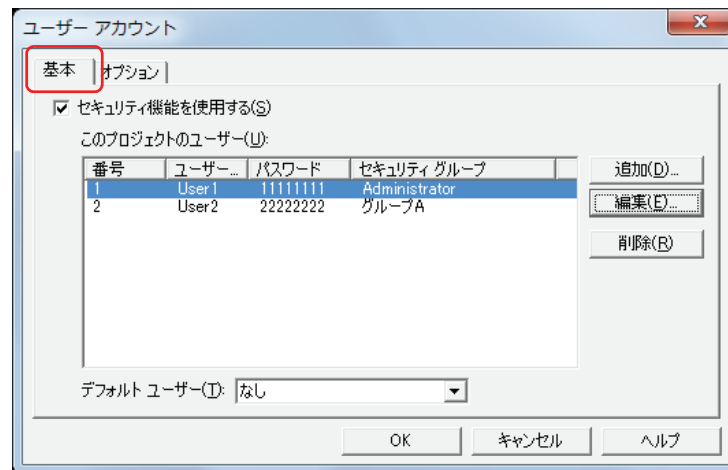 ユーザー アカウント
基本 オプション
セキュリティ機能を使用する(S)
このプロジェクトのユーザー(U):
番号 ユーザー... パスワード セキュリティ グループ
1 User1 11111111 Administrator
2 User2 22222222 グループA
追加(D)...
編集(E)...
削除(R)
デフォルト ユーザー(T): なし
OK キャンセル ヘルプ